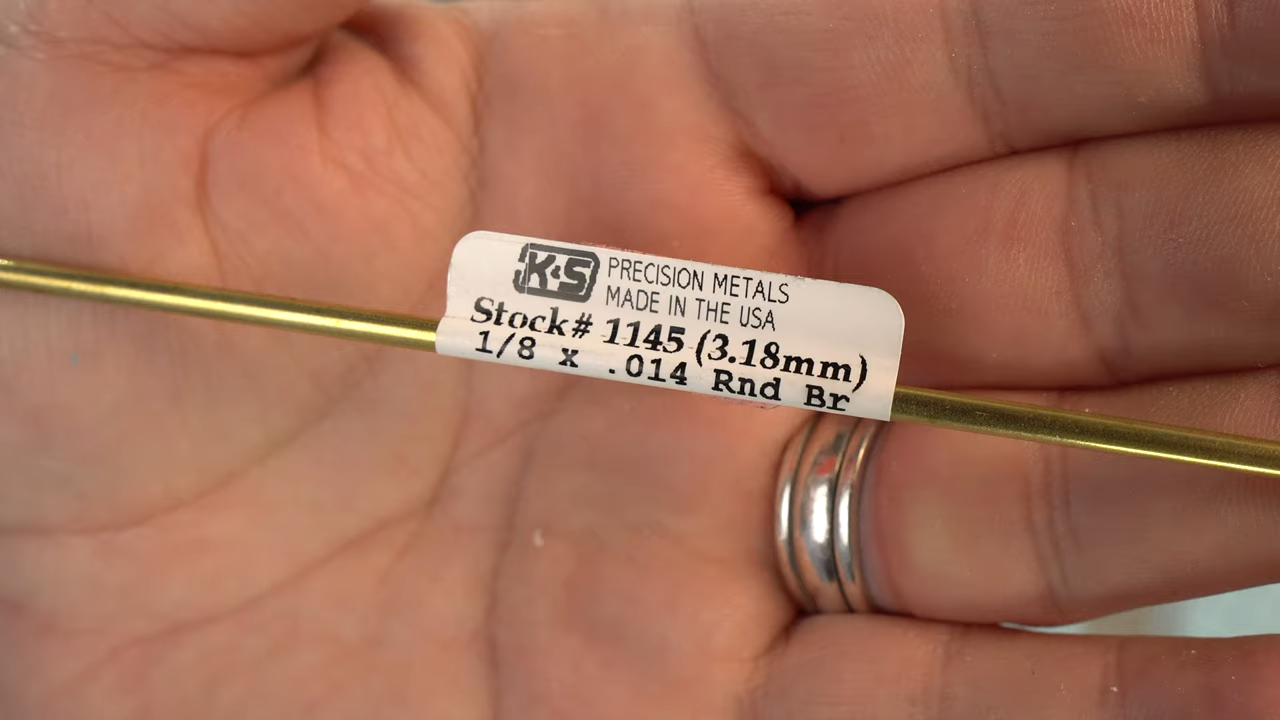 K&S PRECISION METALS
MADE IN THE USA
Stock# 1145 (3.18mm)
1/8 x .014 Rnd Br